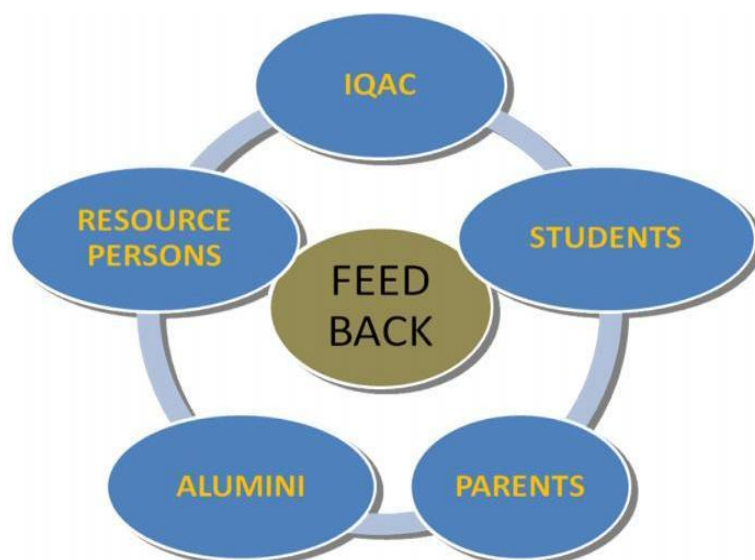 IQAC
RESOURCE
PERSONS
STUDENTS
FEED
BACK
ALUMINI
PARENTS